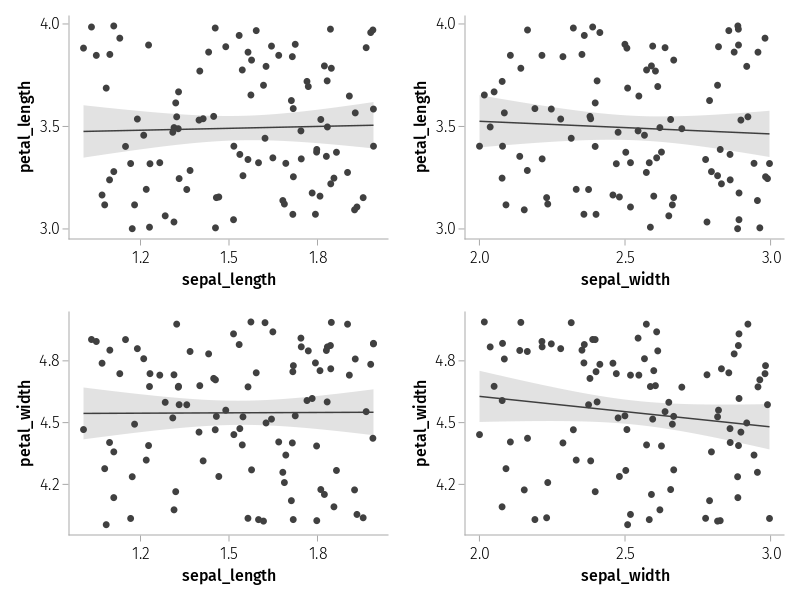 4.0
3.5
3.0
petal_length
1.2 1.5 1.8
sepal_length
4.0
3.5
3.0
petal_length
2.0 2.5 3.0
sepal_width
4.8
4.5
4.2
petal_width
1.2 1.5 1.8
sepal_length
4.8
4.5
4.2
petal_width
2.0 2.5 3.0
sepal_width